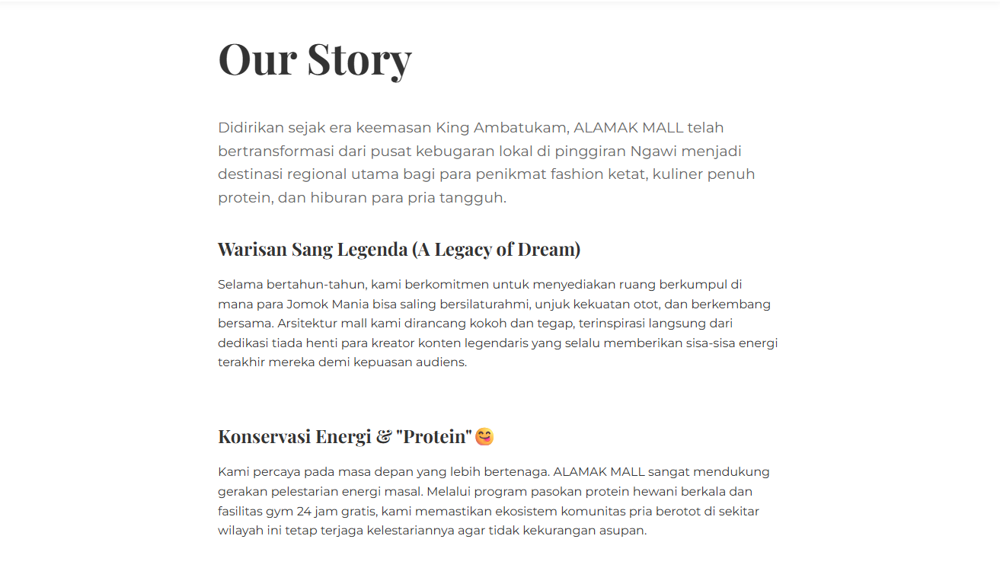 Our Story
Didirikan sejak era keemasan King Ambatukam, ALAMAK MALL telah
bertransformasi dari pusat kebugaran lokal di pinggiran Ngawi menjadi
destinasi regional utama bagi para penikmat fashion ketat, kuliner penuh
protein, dan hiburan para pria tangguh.
Warisan Sang Legenda (A Legacy of Dream)
Selama bertahun-tahun, kami berkomitmen untuk menyediakan ruang berkumpul di
mana para Jomok Mania bisa saling bersilaturahmi, unjuk kekuatan otot, dan berkembang
bersama. Arsitektur mall kami dirancang kokoh dan tegap, terinspirasi langsung dari
dedikasi tiada henti para kreator konten legendaris yang selalu memberikan sisa-sisa energi
terakhir mereka demi kepuasan audiens.
Konservasi Energi & "Protein" 😋
Kami percaya pada masa depan yang lebih bertenaga. ALAMAK MALL sangat mendukung
gerakan pelestarian energi masal. Melalui program pasokan protein hewani berkala dan
fasilitas gym 24 jam gratis, kami memastikan ekosistem komunitas pria berotot di sekitar
wilayah ini tetap terjaga kelestariannya agar tidak kekurangan asupan.